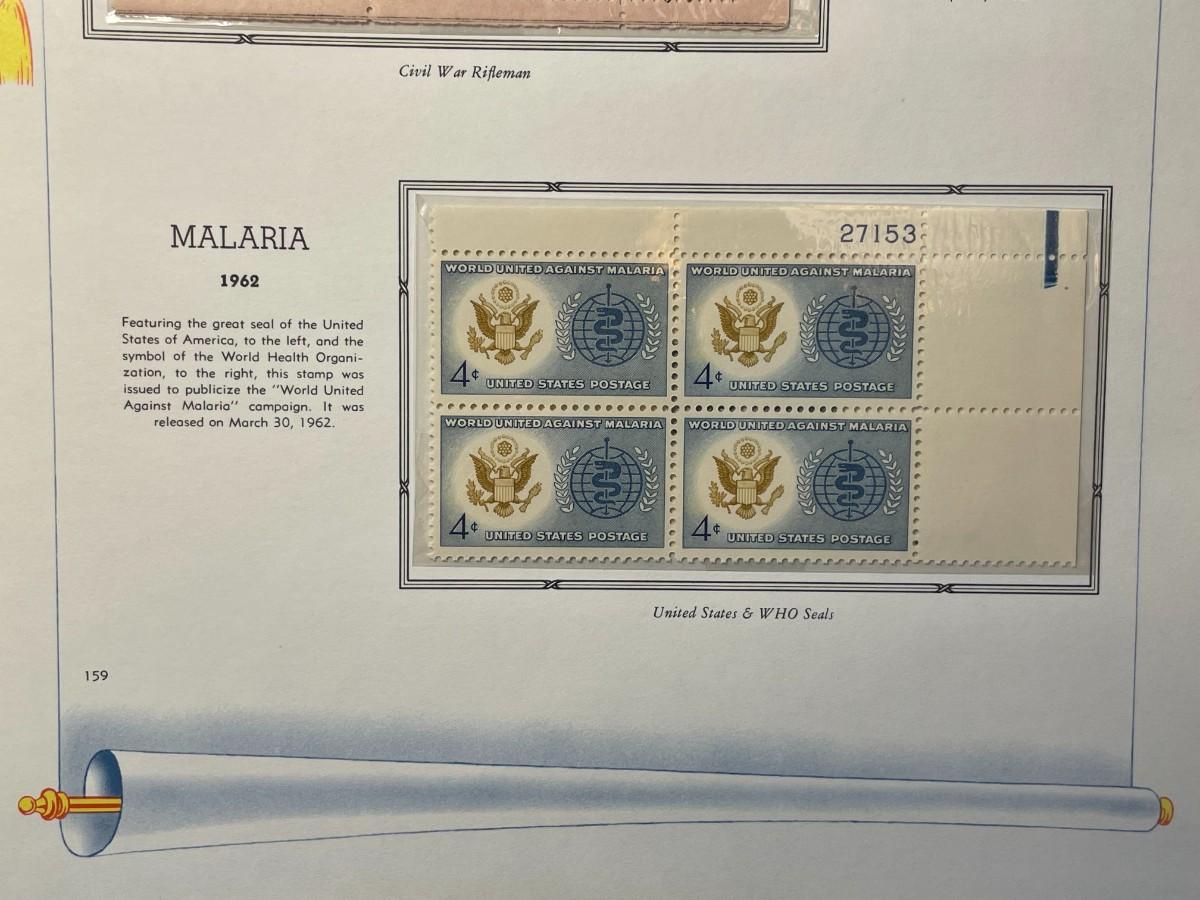 Civil War Rifleman
MALARIA
1962
Featuring the great seal of the United
States of America, to the left, and the
symbol of the World Health Organi-
zation, to the right, this stamp was
issued to publicize the "World United
Against Malaria" campaign. It was
released on March 30, 1962.
27153
WORLD UNITED AGAINST MALARIA
4¢ UNITED STATES POSTAGE
WORLD UNITED AGAINST MALARIA
4¢ UNITED STATES POSTAGE
WORLD UNITED AGAINST MALARIA
4¢ UNITED STATES POSTAGE
WORLD UNITED AGAINST MALARIA
4¢ UNITED STATES POSTAGE
United States & WHO Seals
159